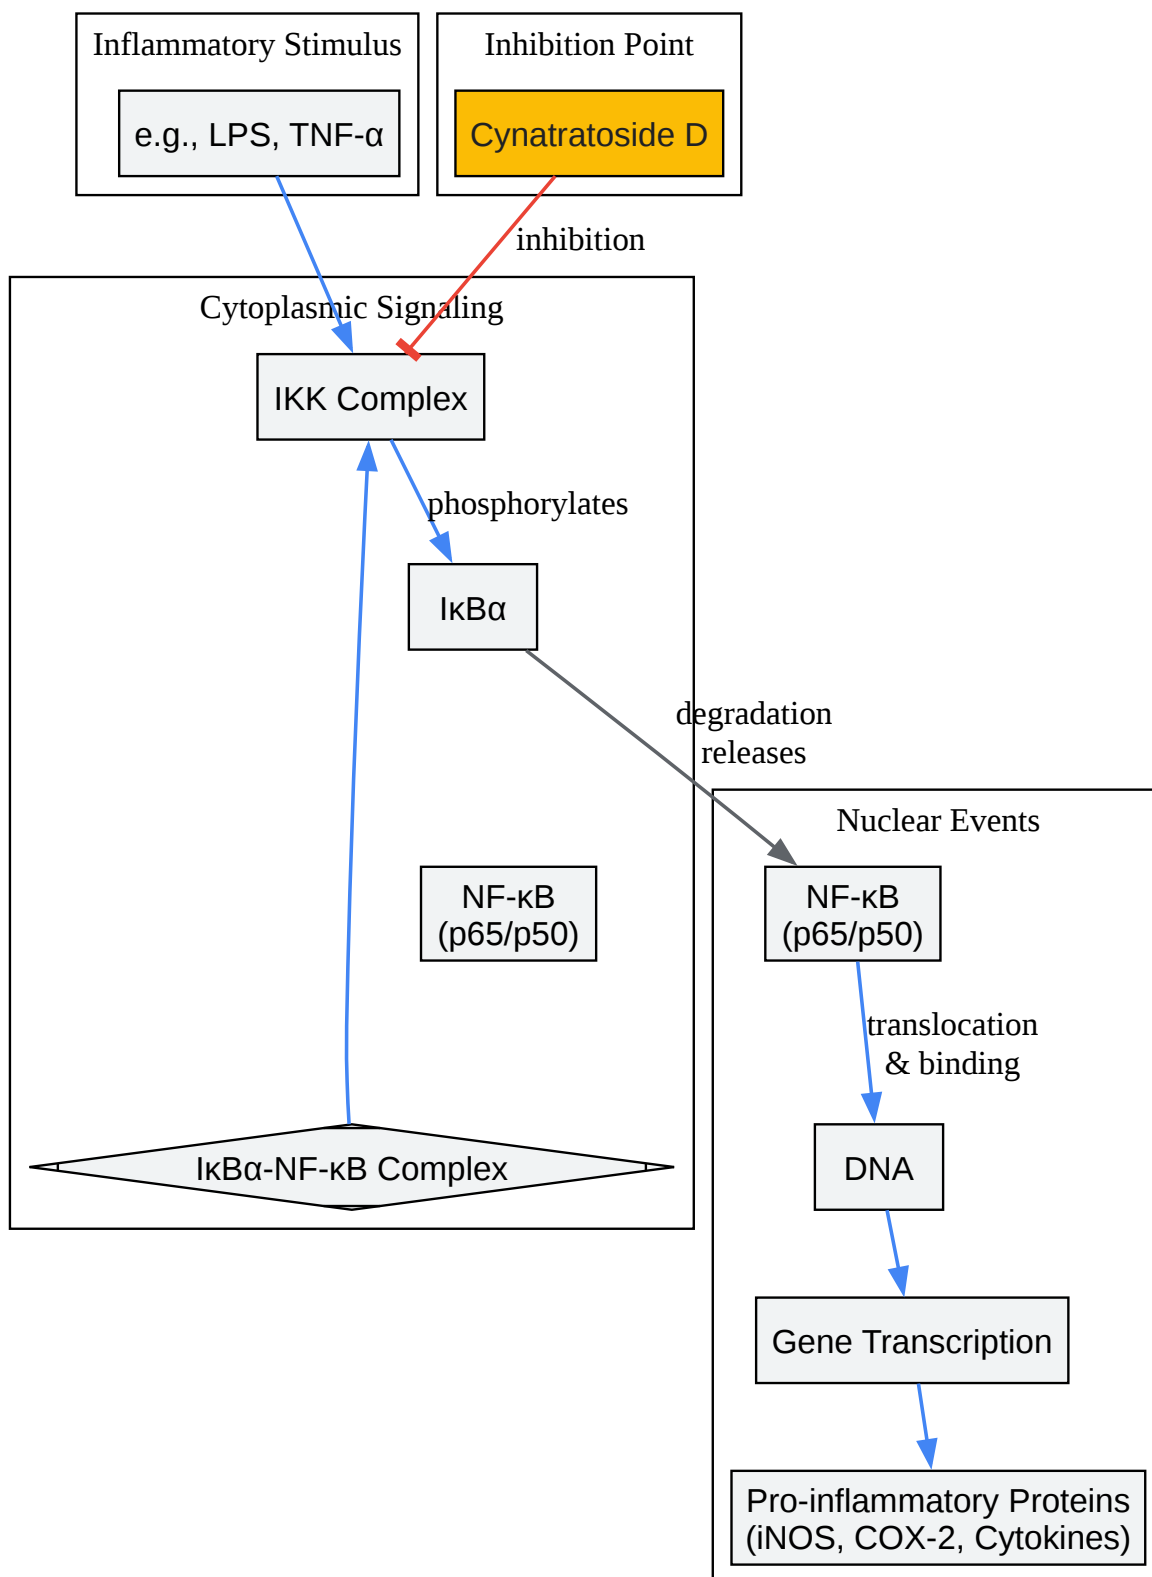 Inflammatory Stimulus
e.g., LPS, TNF-α
Inhibition Point
Cynatratoside D
inhibition
Cytoplasmic Signaling
IKK Complex
phosphorylates
IκBα
degradation
releases
NF-κB
(p65/p50)
IκBα-NF-κB Complex
Nuclear Events
NF-κB
(p65/p50)
translocation
& binding
DNA
Gene Transcription
Pro-inflammatory Proteins
(iNOS, COX-2, Cytokines)